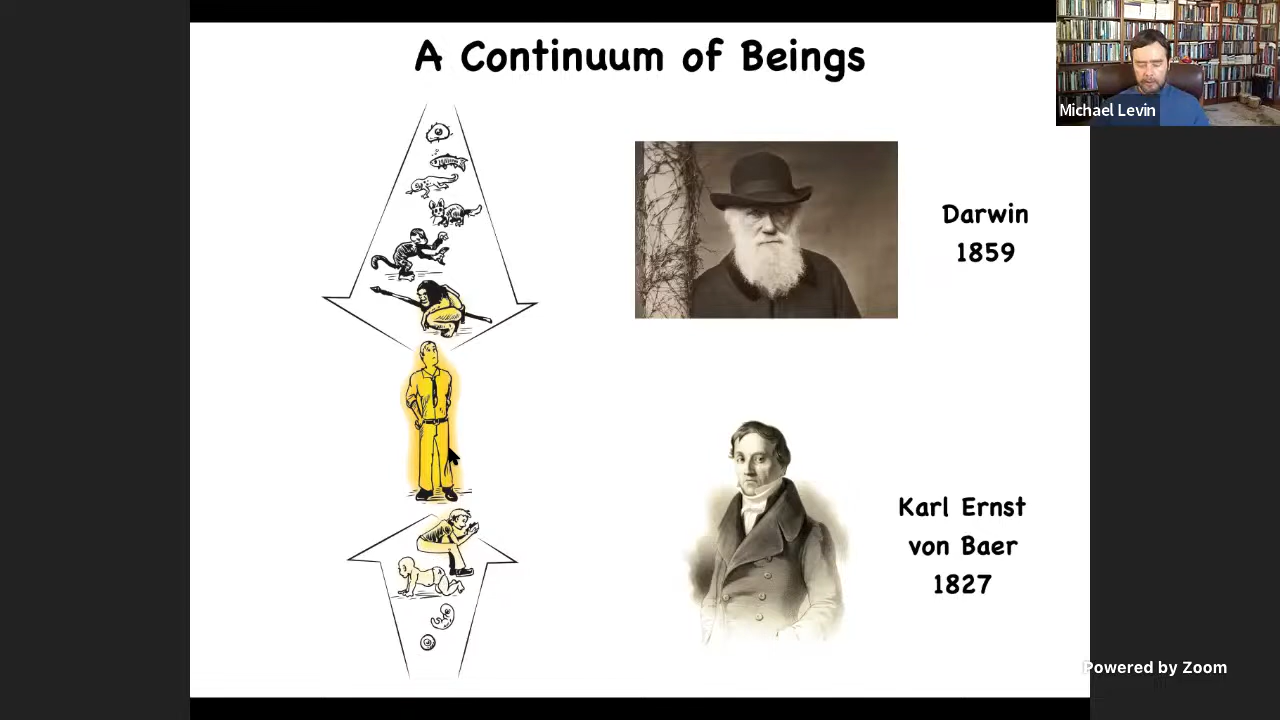 A Continuum of Beings
Michael Levin
Darwin
1859
Karl Ernst
von Baer
1827
Powered by Zoom